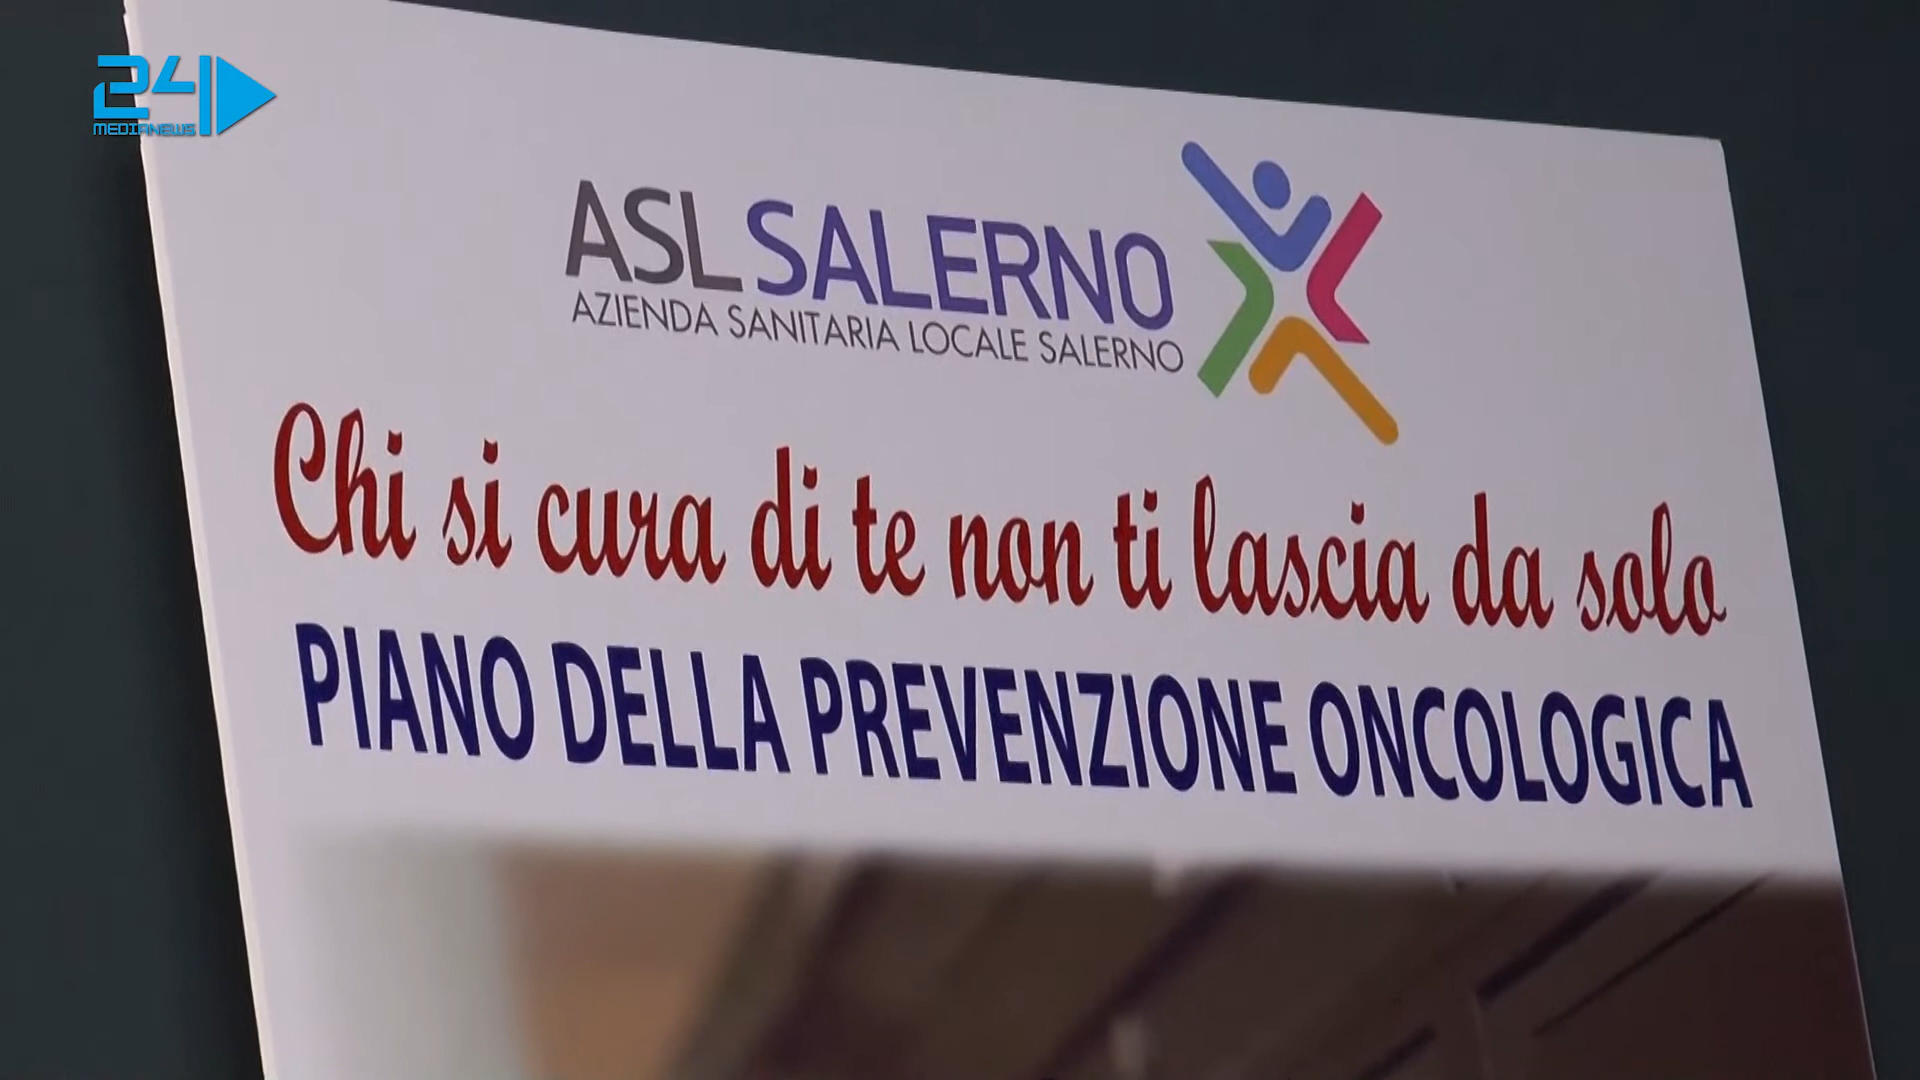 24
MEDIANEWS
ASL SALERNO
AZIENDA SANITARIA LOCALE SALERNO
Chi si cura di te non ti lascia da solo
PIANO DELLA PREVENZIONE ONCOLOGICA